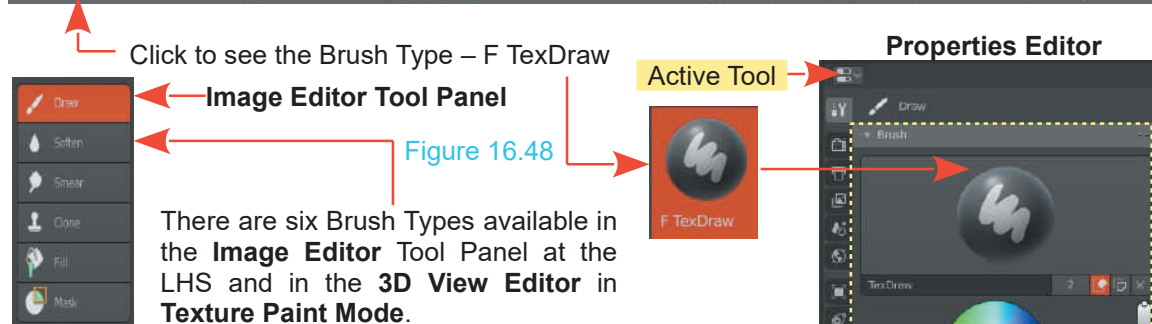 Click to see the Brush Type – F TexDraw
Properties Editor
Active Tool
Image Editor Tool Panel
Draw
Soften
Smear
Clone
Fill
Mask
Figure 16.48
F TexDraw
Draw
Brush
TexDraw 2
There are six Brush Types available in
the Image Editor Tool Panel at the
LHS and in the 3D View Editor in
Texture Paint Mode.